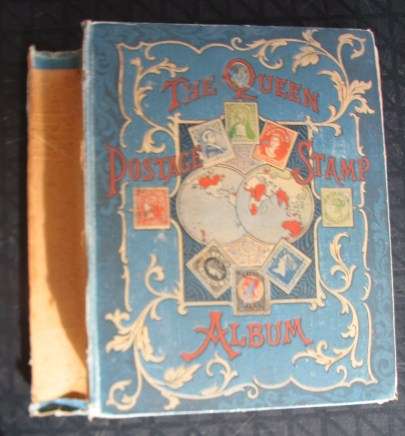 THE QUEEN
POSTAGE STAMP
ALBUM